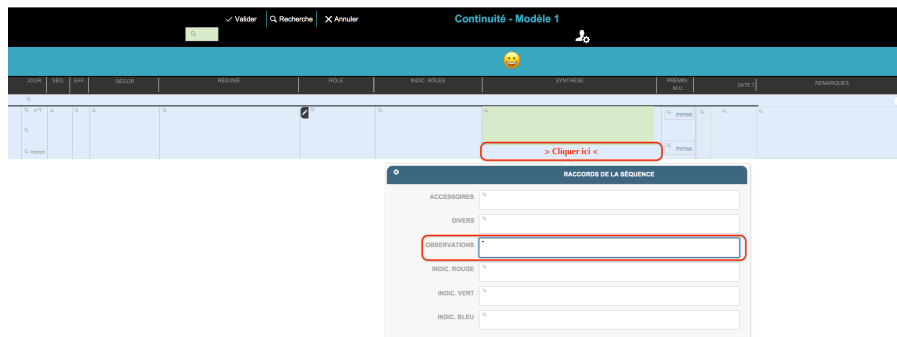 Valider Recherche Annuler Continuité - Modèle 1
JOUR SÉQ. EFF. DÉCOR RÉSUMÉ RÔLE INDIC. RÔLES SYNTHÈSE PRÉMIN. M.U. DATE T. REMARQUES
n°T mmss
hhmm > Cliquer ici < mmss
RACCORDS DE LA SÉQUENCE
ACCESSOIRES
DIVERS
OBSERVATIONS
INDIC. ROUGE
INDIC. VERT
INDIC. BLEU